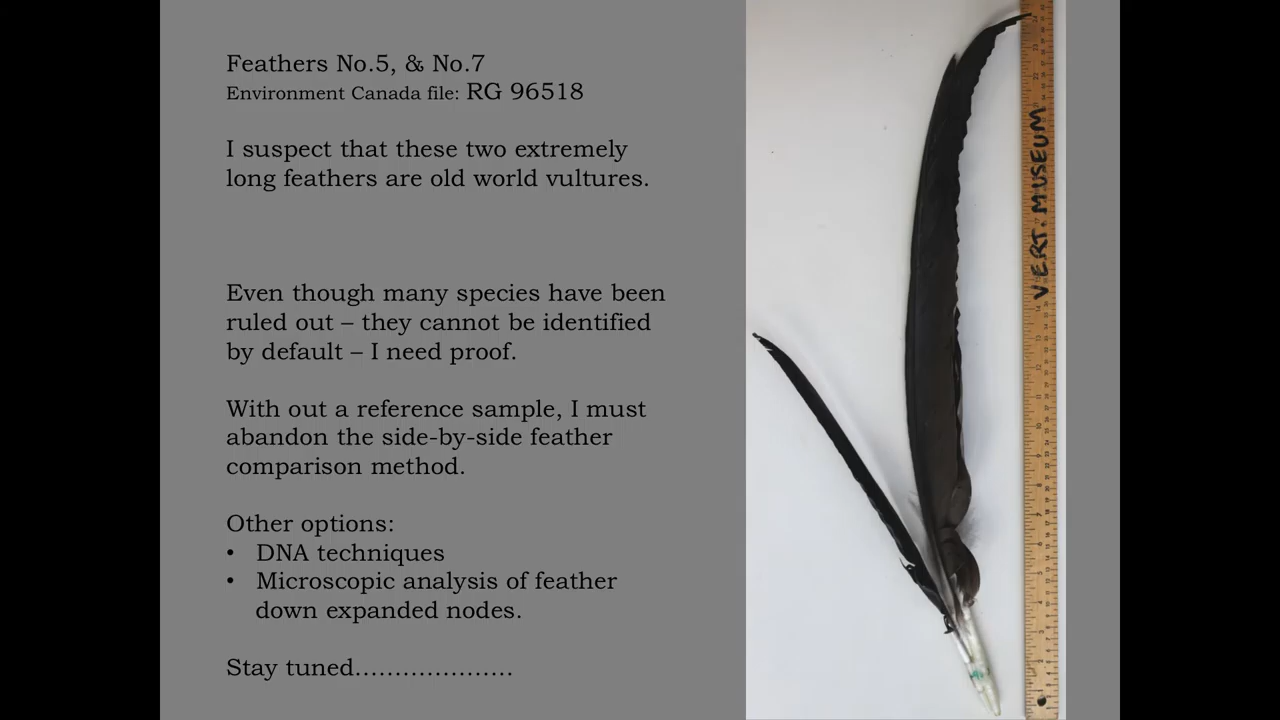 Feathers No.5, & No.7
Environment Canada file: RG 96518
I suspect that these two extremely
long feathers are old world vultures.
Even though many species have been
ruled out – they cannot be identified
by default – I need proof.
With out a reference sample, I must
abandon the side-by-side feather
comparison method.
Other options:
• DNA techniques
• Microscopic analysis of feather
down expanded nodes.
Stay tuned....................
VERT. MUSEUM